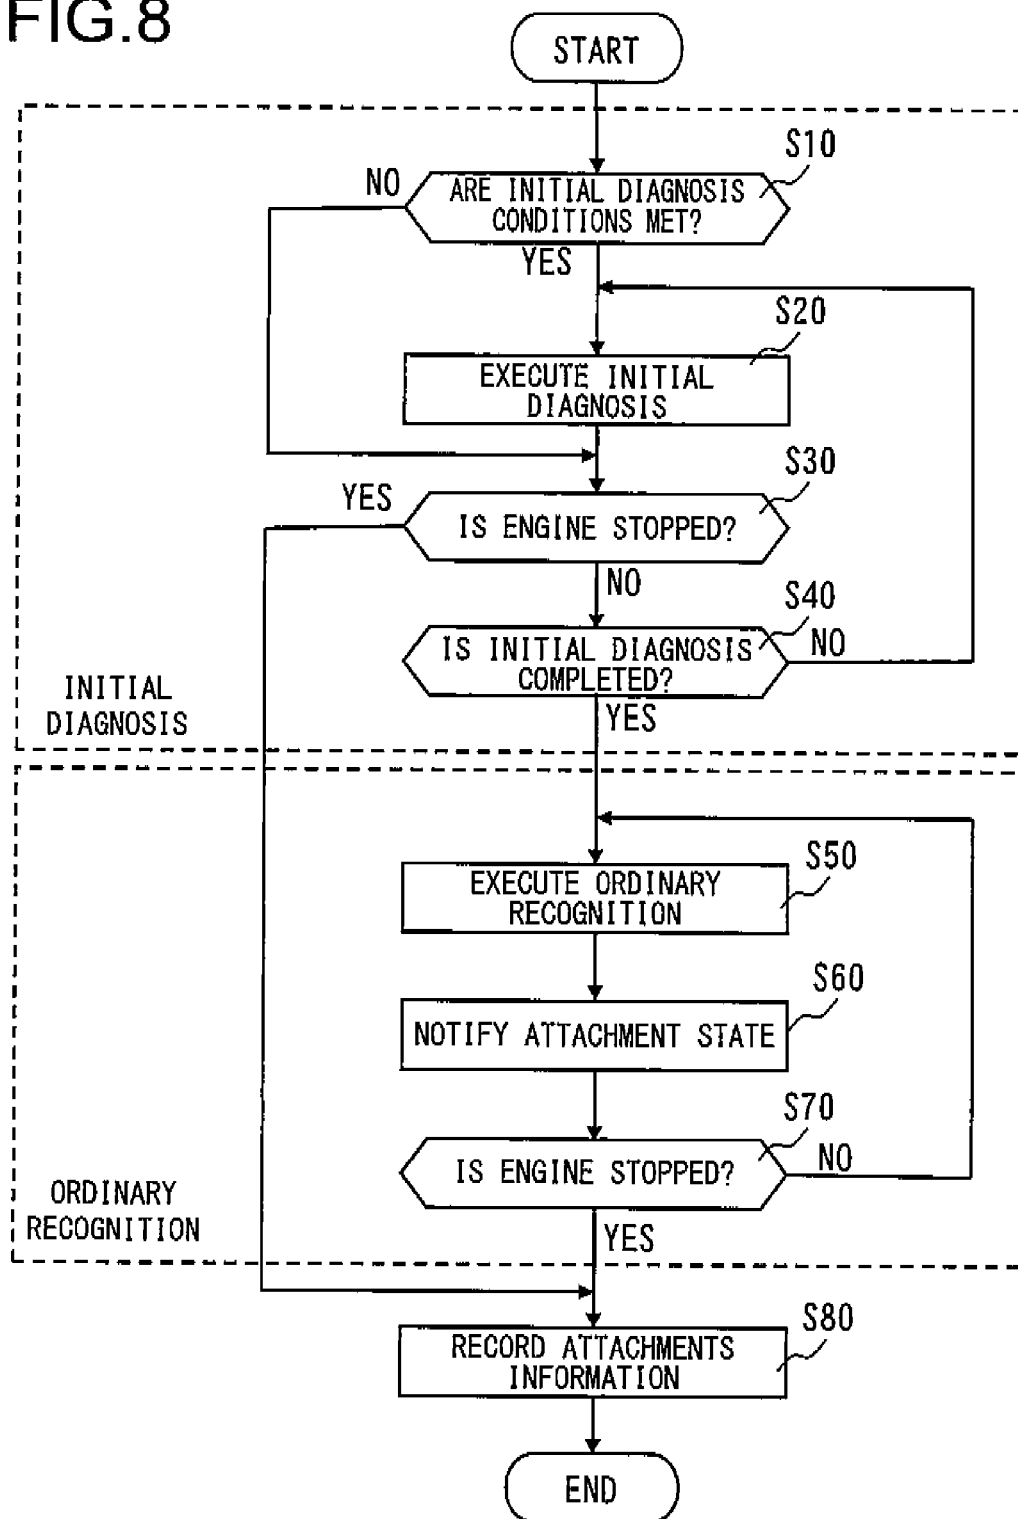 FIG.8
START
S10
NO
ARE INITIAL DIAGNOSIS
CONDITIONS MET?
YES
S20
EXECUTE INITIAL
DIAGNOSIS
S30
YES
IS ENGINE STOPPED?
NO
S40
IS INITIAL DIAGNOSIS
COMPLETED?
NO
INITIAL
DIAGNOSIS
YES
S50
EXECUTE ORDINARY
RECOGNITION
S60
NOTIFY ATTACHMENT STATE
S70
IS ENGINE STOPPED?
NO
ORDINARY
RECOGNITION
YES
S80
RECORD ATTACHMENTS
INFORMATION
END